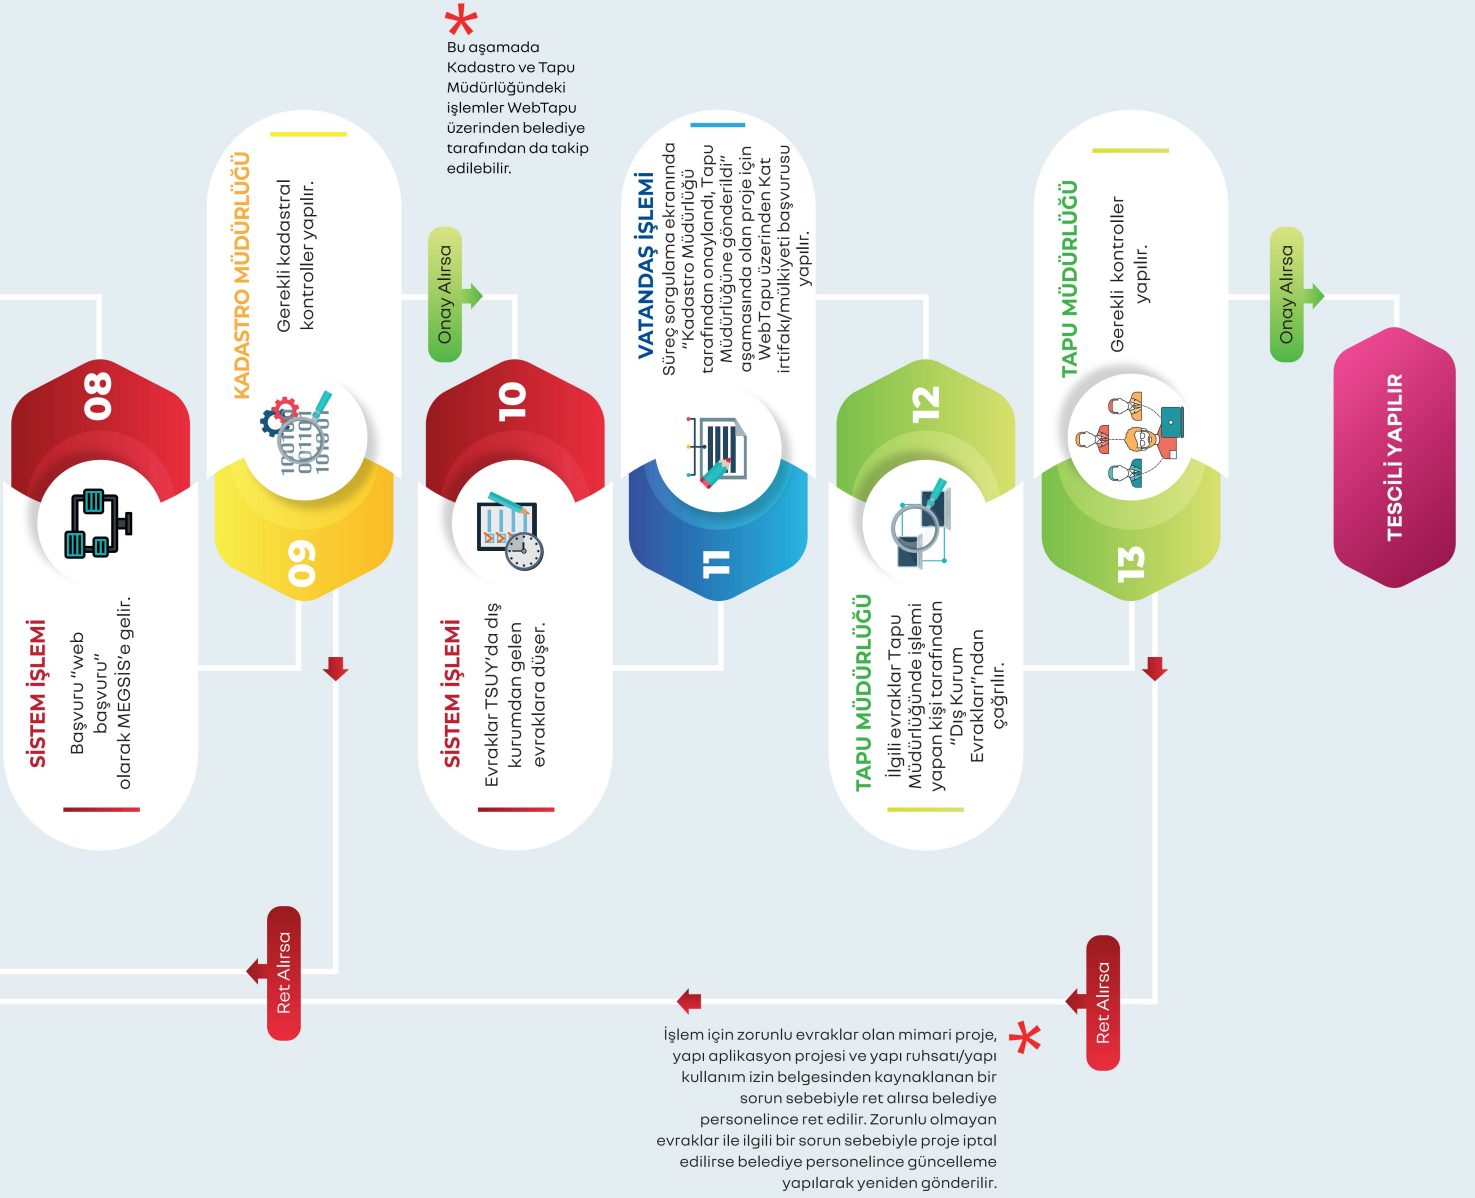 *
Bu aşamada
Kadastro ve Tapu
Müdürlüğündeki
işlemler WebTapu
üzerinden belediye
tarafından da takip
edilebilir.
08
SİSTEM İŞLEMİ
Başvuru “web
başvuru”
olarak MEGSİS’e gelir.
KADASTRO MÜDÜRLÜĞÜ
Gerekli kadastral
kontroller yapılır.
10010
00110
10101
09
Ret Alırsa
Onay Alırsa
10
SİSTEM İŞLEMİ
Evraklar TSUY’da dış
kurumdan gelen
evraklara düşer.
VATANDAŞ İŞLEMİ
Süreç sorgulama ekranında
“Kadastro Müdürlüğü
tarafından onaylandı, Tapu
Müdürlüğüne gönderildi”
aşamasında olan proje için
WebTapu üzerinden Kat
irtifakı/mülkiyeti başvurusu
yapılır.
11
12
TAPU MÜDÜRLÜĞÜ
İlgili evraklar Tapu
Müdürlüğünde işlemi
yapan kişi tarafından
“Dış Kurum
Evrakları”ndan
çağrılır.
TAPU MÜDÜRLÜĞÜ
Gerekli kontroller
yapılır.
13
Ret Alırsa
Onay Alırsa
TESCİLİ YAPILIR
*
İşlem için zorunlu evraklar olan mimari proje,
yapı aplikasyon projesi ve yapı ruhsatı/yapı
kullanım izin belgesinden kaynaklanan bir
sorun sebebiyle ret alırsa belediye
personelince ret edilir. Zorunlu olmayan
evraklar ile ilgili bir sorun sebebiyle proje iptal
edilirse belediye personelince güncelleme
yapılarak yeniden gönderilir.